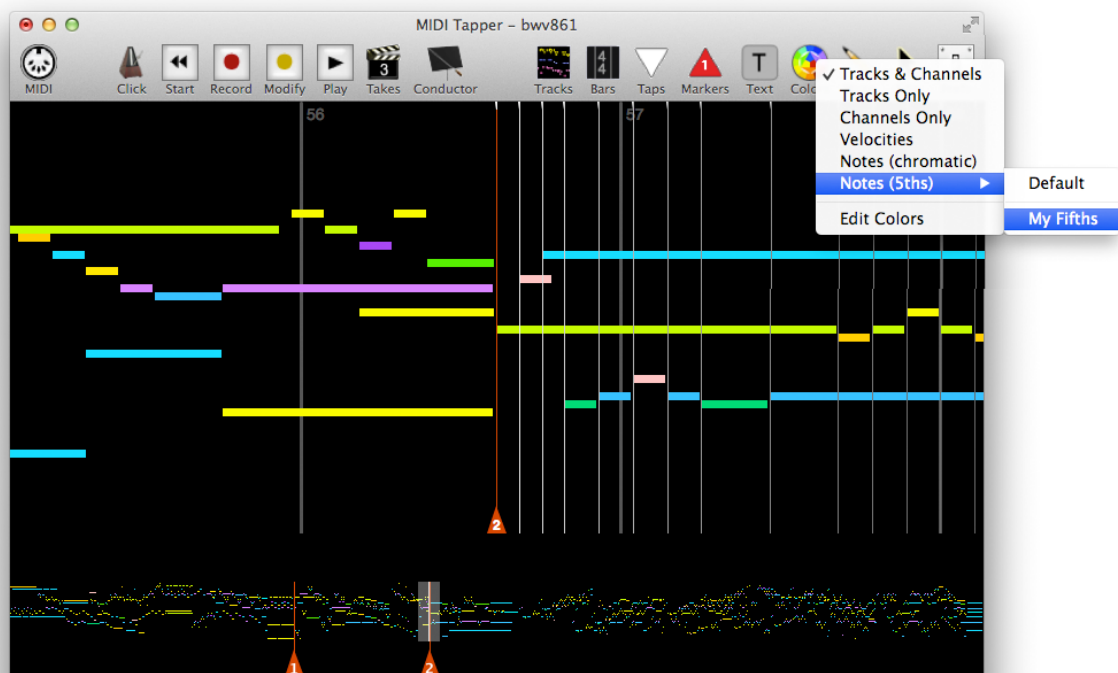 MIDI Tapper – bwv861
3
4
4
1
T
MIDI Click Start Record Modify Play Takes Conductor Tracks Bars Taps Markers Text
✓ Tracks & Channels
Tracks Only
Channels Only
Velocities
Notes (chromatic)
Notes (5ths) ▶ Default
Edit Colors My Fifths
56 57
2
1 2